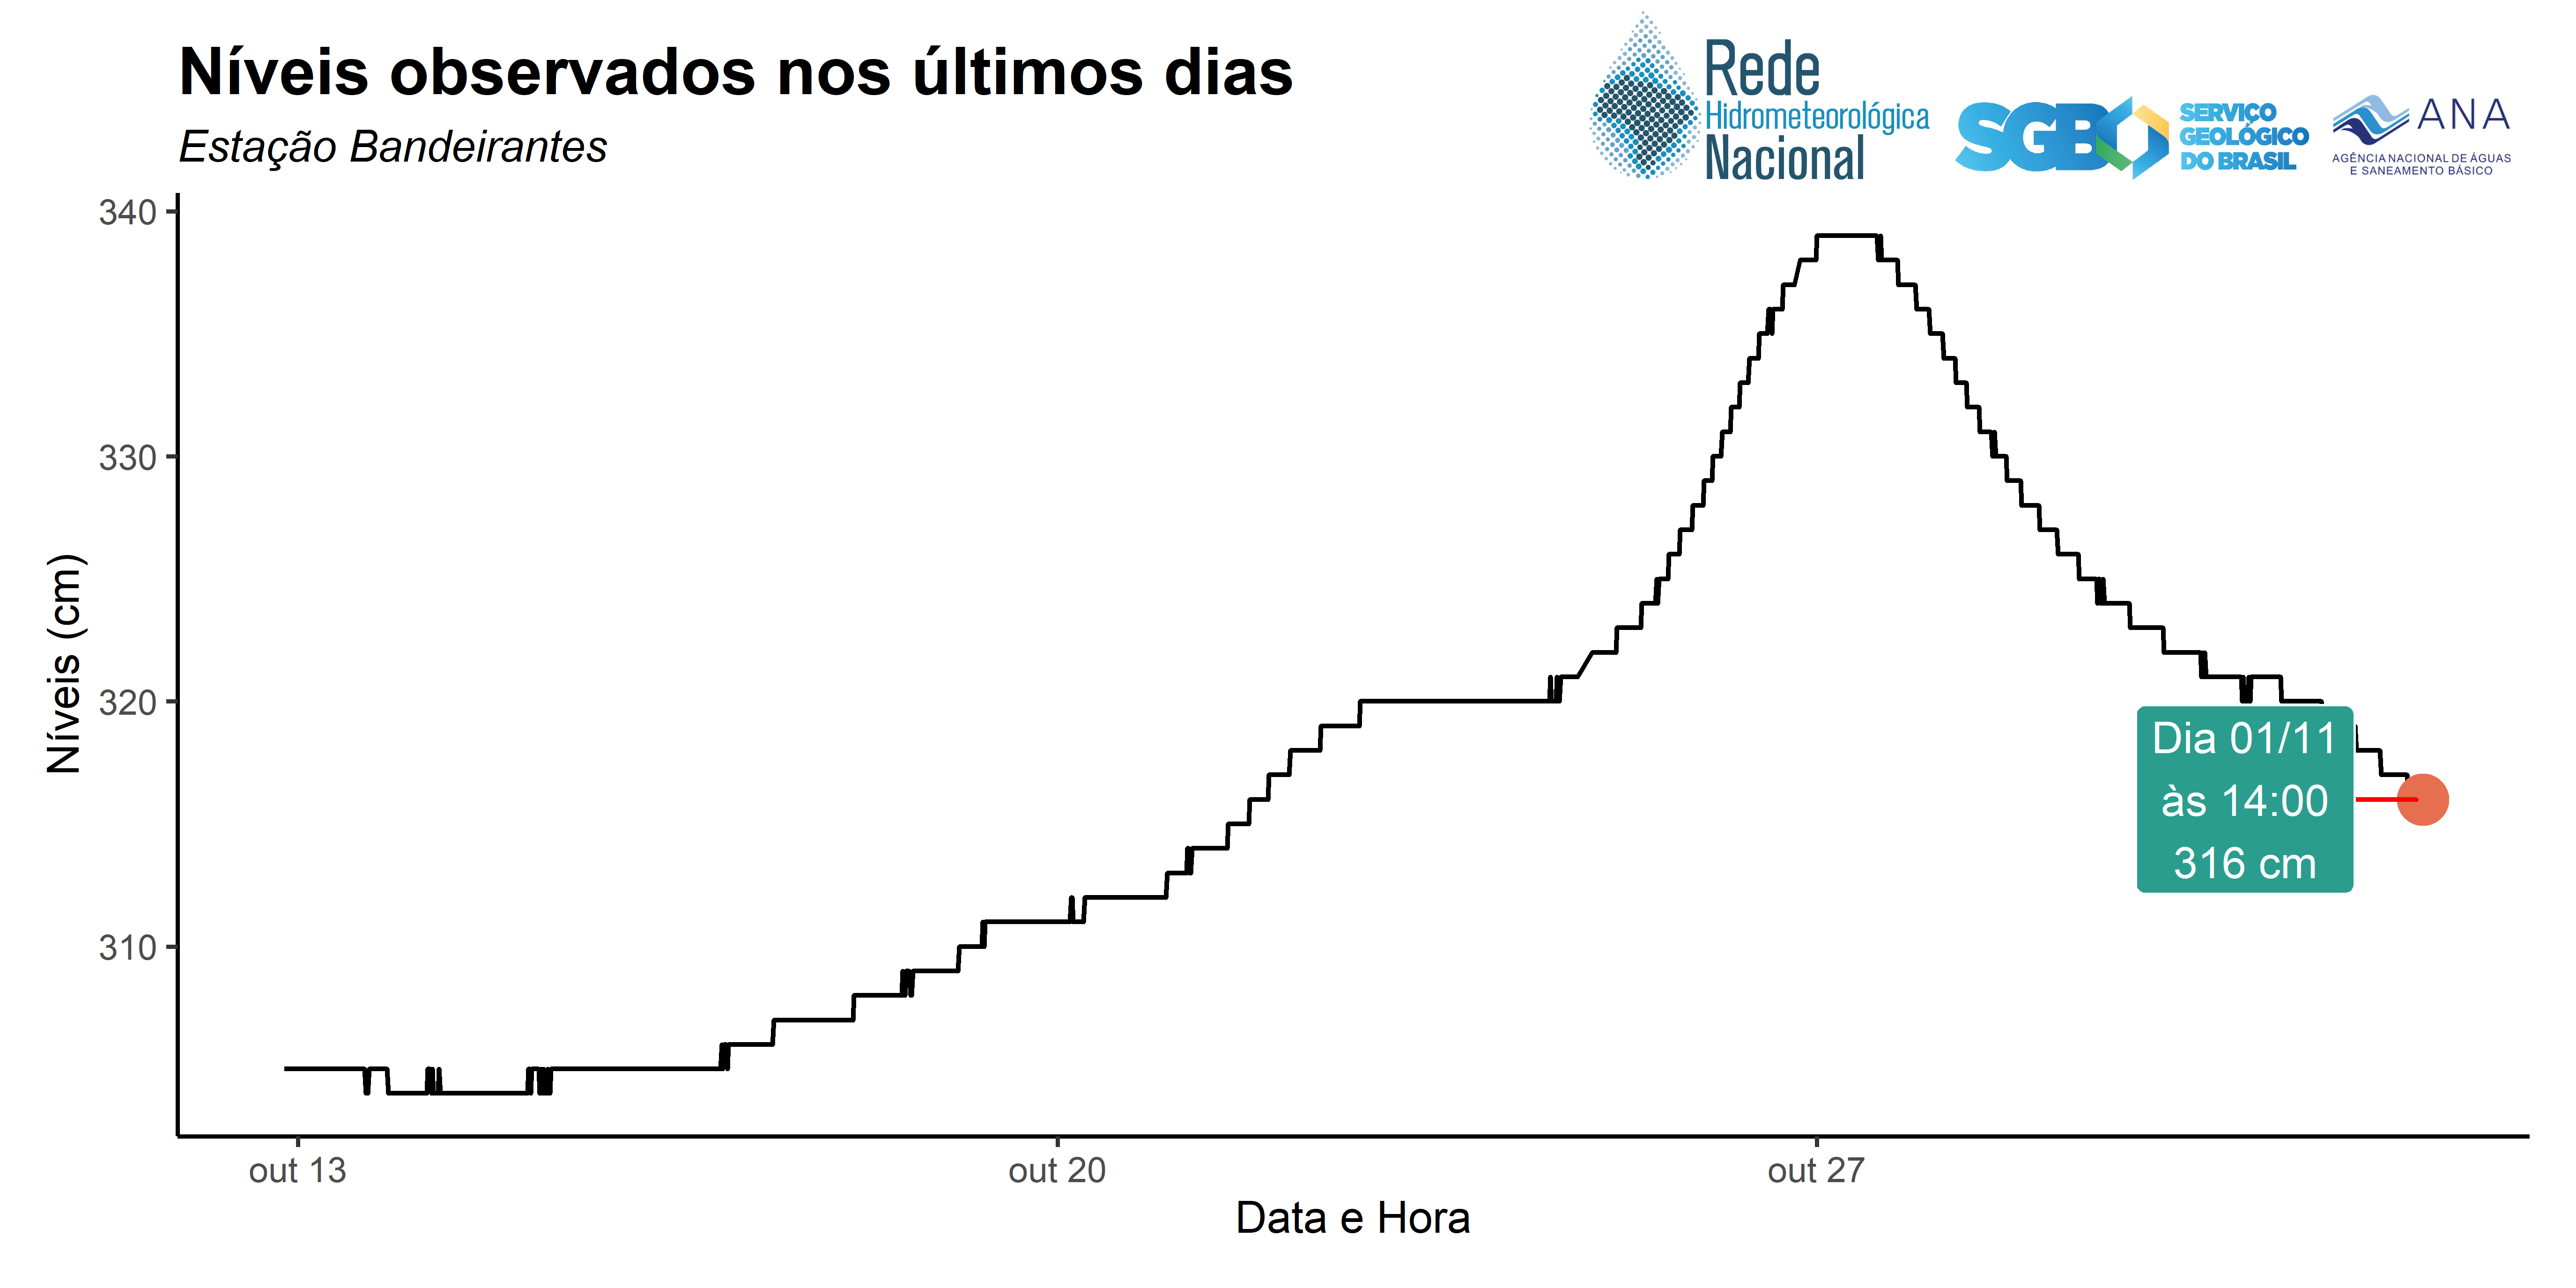 Níveis observados nos últimos dias
Estação Bandeirantes
Rede
Hidrometeorológica
Nacional
SGB
SERVIÇO
GEOLÓGICO
DO BRASIL
ANA
AGÊNCIA NACIONAL DE ÁGUAS
E SANEAMENTO BÁSICO
340
330
320
310
Níveis (cm)
Dia 01/11
às 14:00
316 cm
out 13
out 20
out 27
Data e Hora